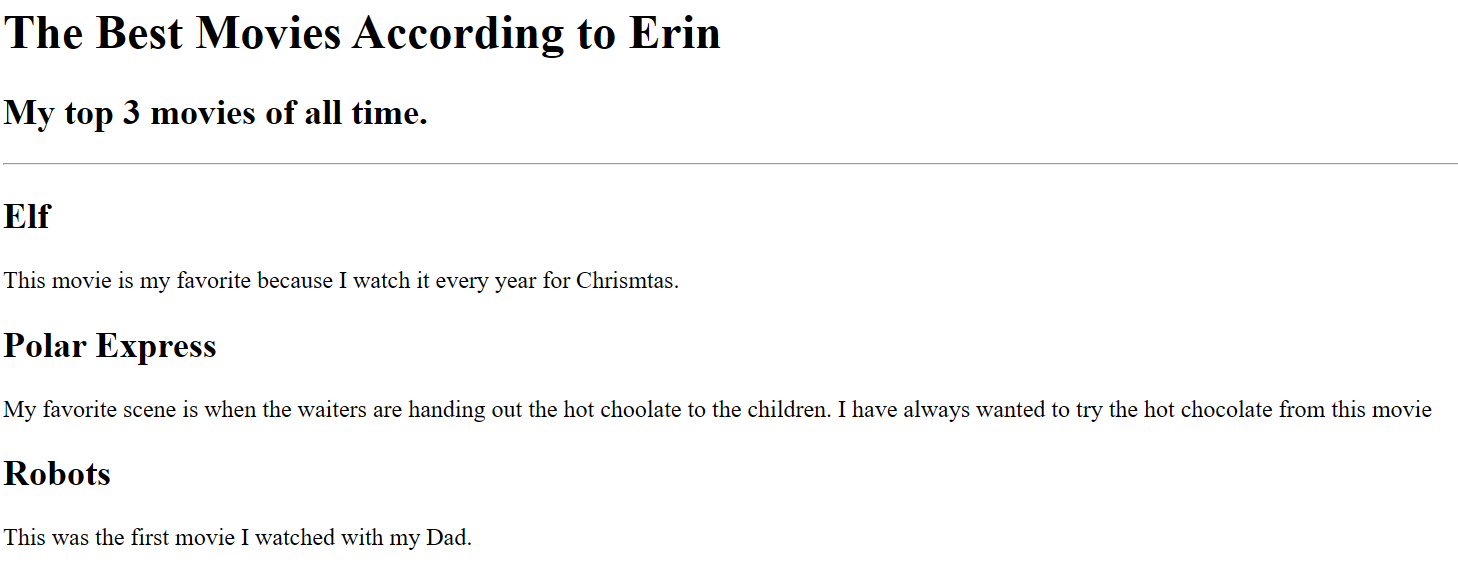 The Best Movies According to Erin
My top 3 movies of all time.
Elf
This movie is my favorite because I watch it every year for Chrismtas.
Polar Express
My favorite scene is when the waiters are handing out the hot choolate to the children. I have always wanted to try the hot chocolate from this movie
Robots
This was the first movie I watched with my Dad.